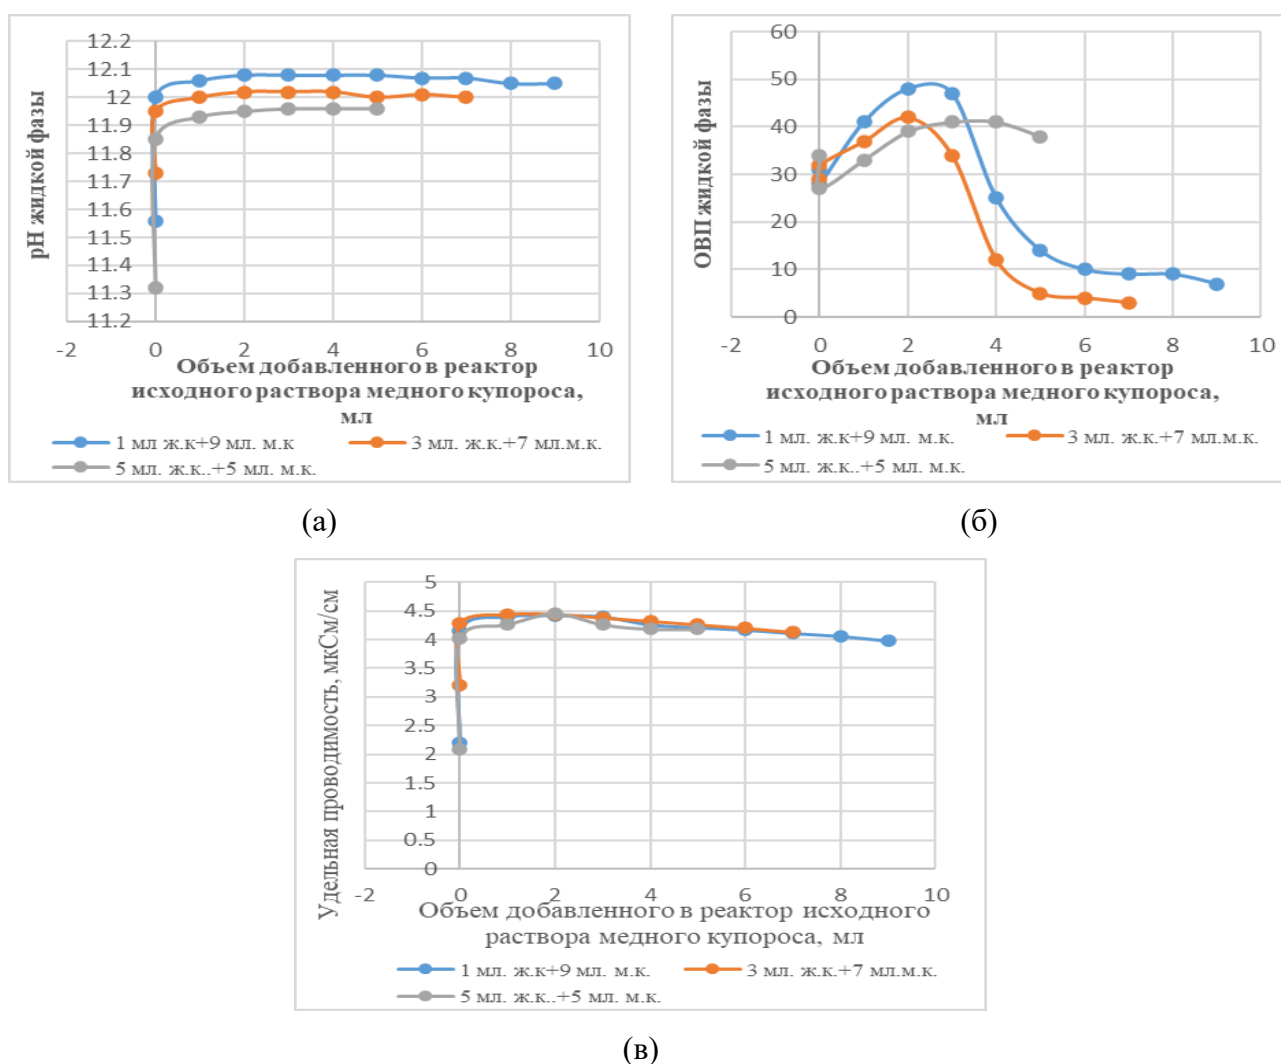 12.2
12.1
12
11.9
11.8
11.7
11.6
11.5
11.4
11.3
11.2
-2 0 2 4 6 8 10
рН жидкой фазы
Объем добавленного в реактор
исходного раствора медного купороса,
мл
1 мл ж.к+9 мл. м.к
3 мл. ж.к.+7 мл.м.к.
5 мл. ж.к..+5 мл. м.к.
(а)
60
50
40
30
20
10
0
-2 0 2 4 6 8 10
ОВП жидкой фазы
Объем добавленного в реактор
исходного раствора медного купороса,
мл
1 мл ж.к+9 мл. м.к.
3 мл. ж.к.+7 мл.м.к.
5 мл. ж.к..+5 мл. м.к.
(б)
5
4.5
4
3.5
3
2.5
2
1.5
1
0.5
0
-2 0 2 4 6 8 10
Удельная проводимость, мкСм/см
Объем добавленного в реактор исходного
раствора медного купороса, мл
1 мл. ж.к+9 мл. м.к.
3 мл. ж.к.+7 мл.м.к.
5 мл. ж.к..+5 мл. м.к.
(в)